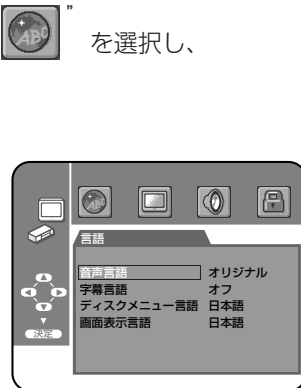 ABC ” を選択し、
ABC
言語
音声言語 オリジナル
字幕言語 オフ
ディスクメニュー言語 日本語
画面表示言語 日本語
決定